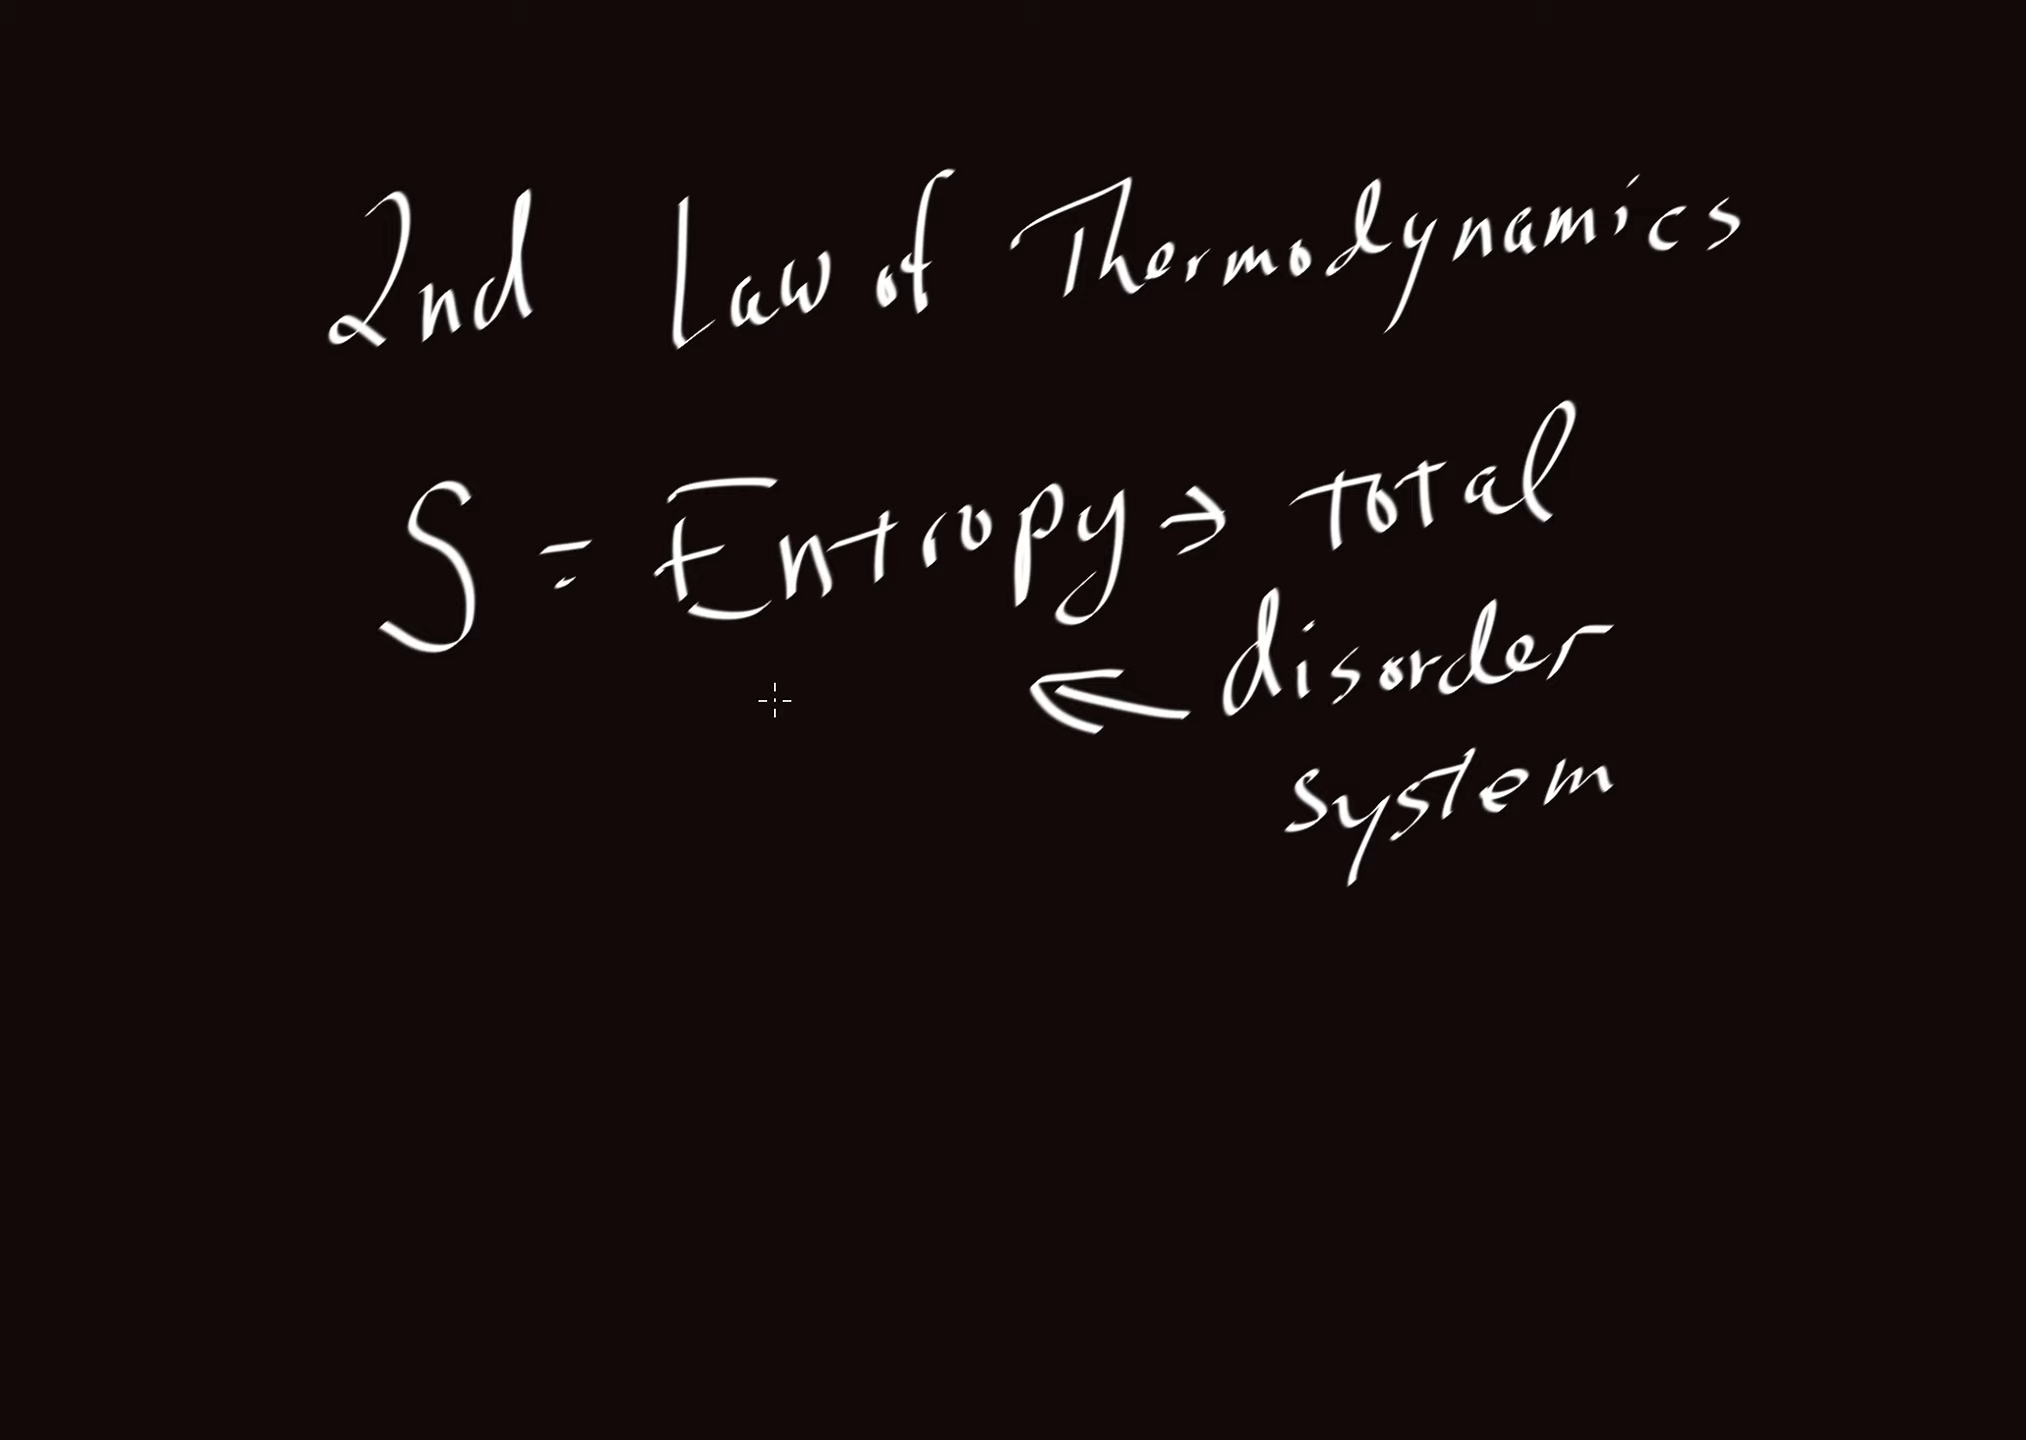 2nd Law of Thermodynamics
S = Entropy → total
← disorder
system